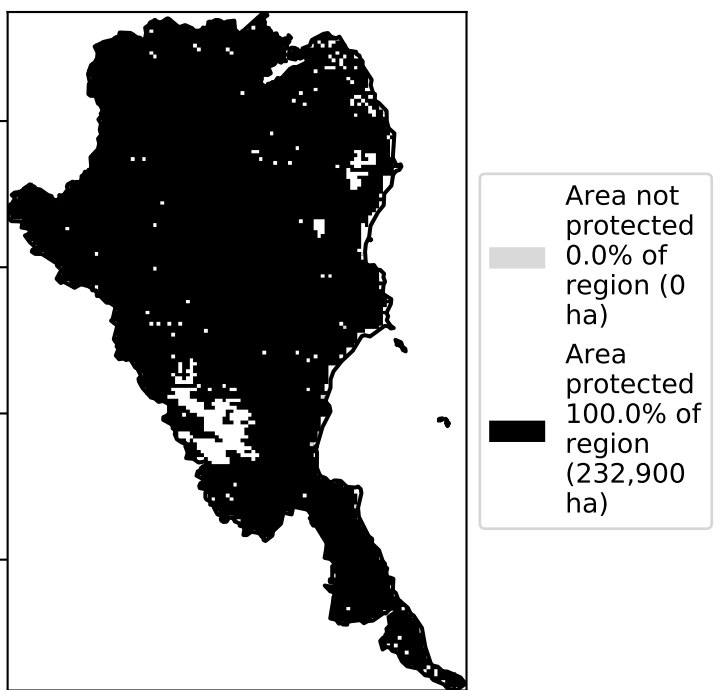 Area not
protected
0.0% of
region (0
ha)
Area
protected
100.0% of
region
(232,900
ha)